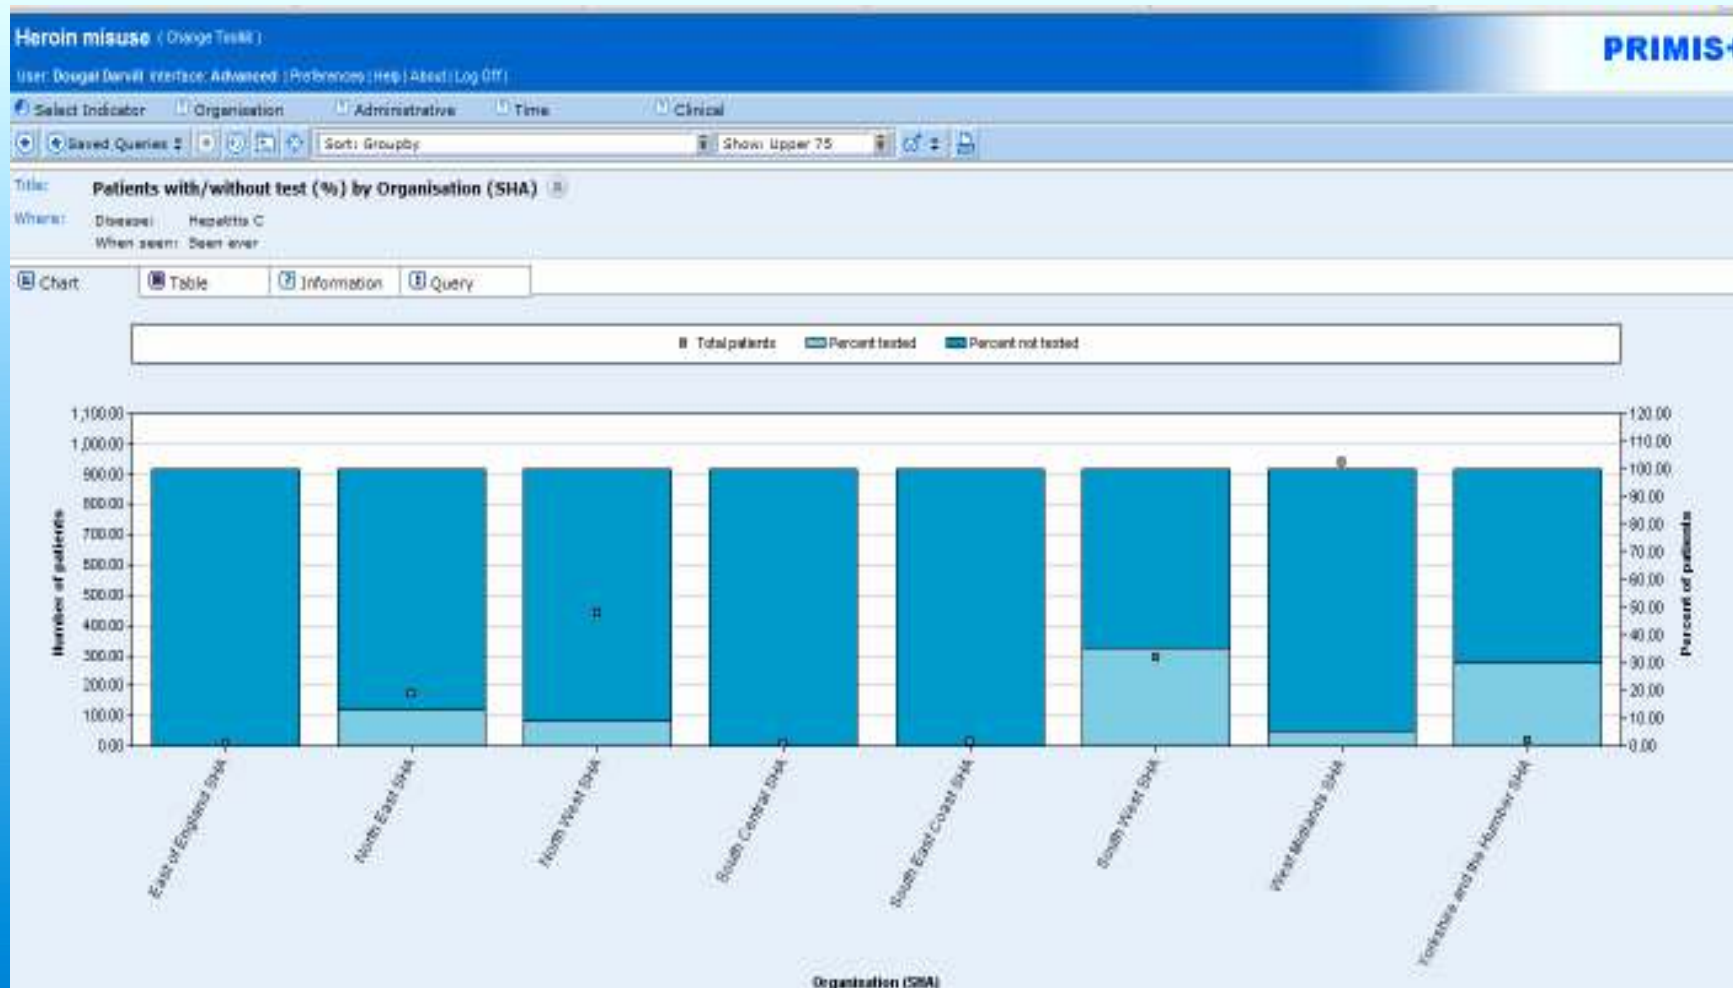 Heroin misuse ( Change Toolkit )
PRIMIS+
User: Dougal Darvill Interface: Advanced | Preferences | Help | About | Log Off |
Select Indicator Organisation Administrative Time Clinical
Saved Queries Sort: Groupby Show: Upper 75
Title: Patients with/without test (%) by Organisation (SHA)
Where: Disease: Hepatitis C
When seen: Seen ever
Chart Table Information Query
Total patients Percent tested Percent not tested
1,100.00 120.00
1,000.00 110.00
900.00 100.00
800.00 90.00
700.00 80.00
600.00 70.00
500.00 60.00
400.00 50.00
300.00 40.00
200.00 30.00
100.00 20.00
0.00 10.00
0.00
Number of patients
Percent of patients
East of England SHA
North East SHA
North West SHA
South Central SHA
South East Coast SHA
South West SHA
West Midlands SHA
Yorkshire and the Humber SHA
Organisation (SHA)